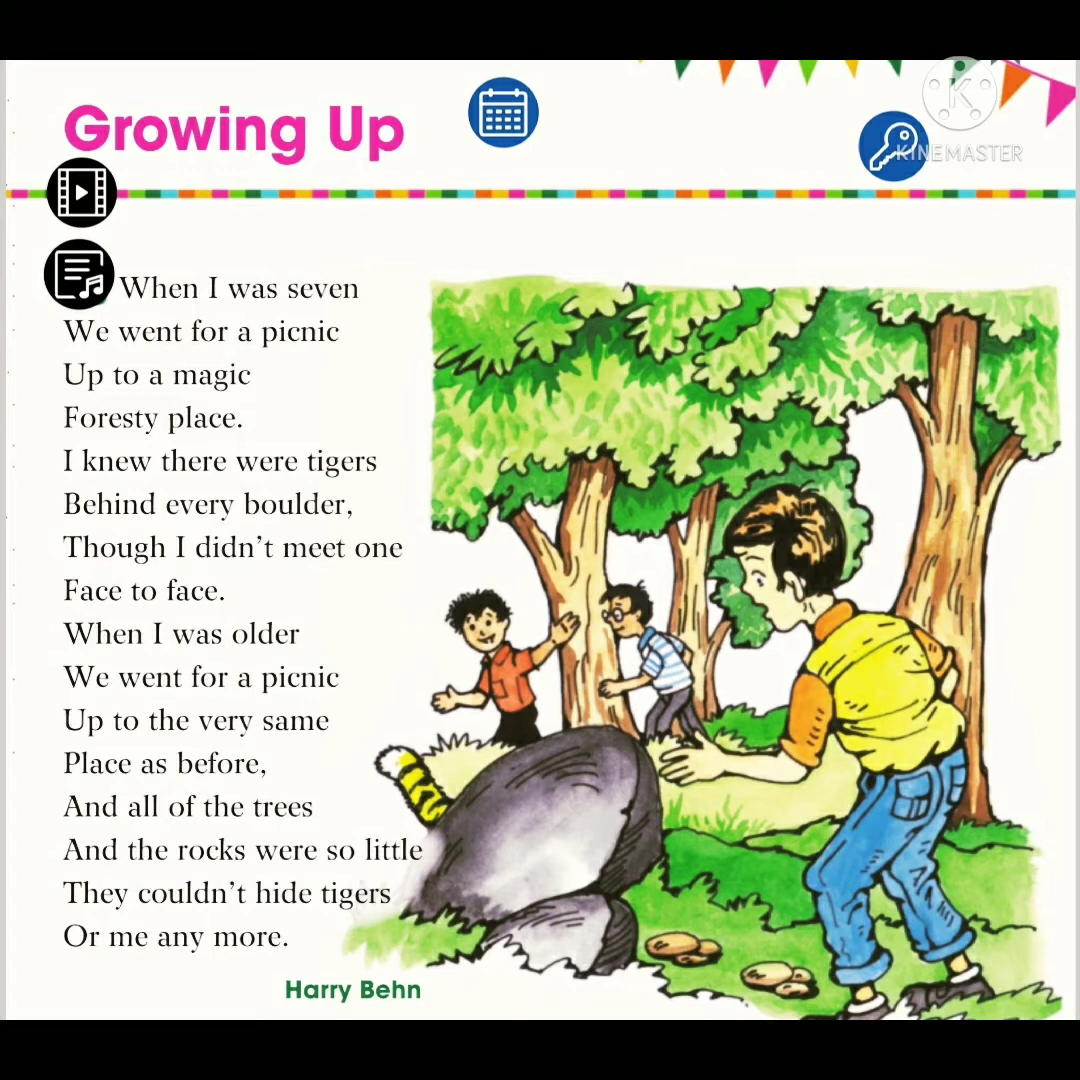 Growing Up
K
KINEMASTER
When I was seven
We went for a picnic
Up to a magic
Foresty place.
I knew there were tigers
Behind every boulder,
Though I didn't meet one
Face to face.
When I was older
We went for a picnic
Up to the very same
Place as before,
And all of the trees
And the rocks were so little
They couldn't hide tigers
Or me any more.
Harry Behn